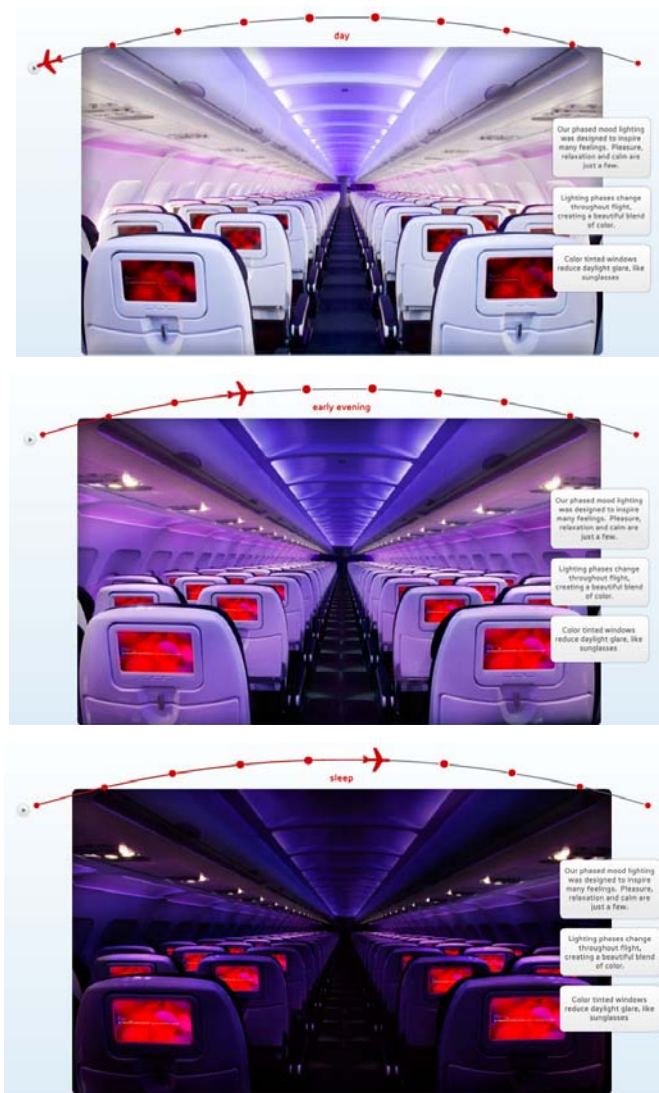 day
Our phased mood lighting
was designed to inspire
many feelings. Pleasure,
relaxation and calm are
just a few.
Lighting phases change
throughout flight,
creating a beautiful blend
of color.
Color tinted windows
reduce daylight glare, like
sunglasses
early evening
Our phased mood lighting
was designed to inspire
many feelings. Pleasure,
relaxation and calm are
just a few.
Lighting phases change
throughout flight,
creating a beautiful blend
of color.
Color tinted windows
reduce daylight glare, like
sunglasses
sleep
Our phased mood lighting
was designed to inspire
many feelings. Pleasure,
relaxation and calm are
just a few.
Lighting phases change
throughout flight,
creating a beautiful blend
of color.
Color tinted windows
reduce daylight glare, like
sunglasses